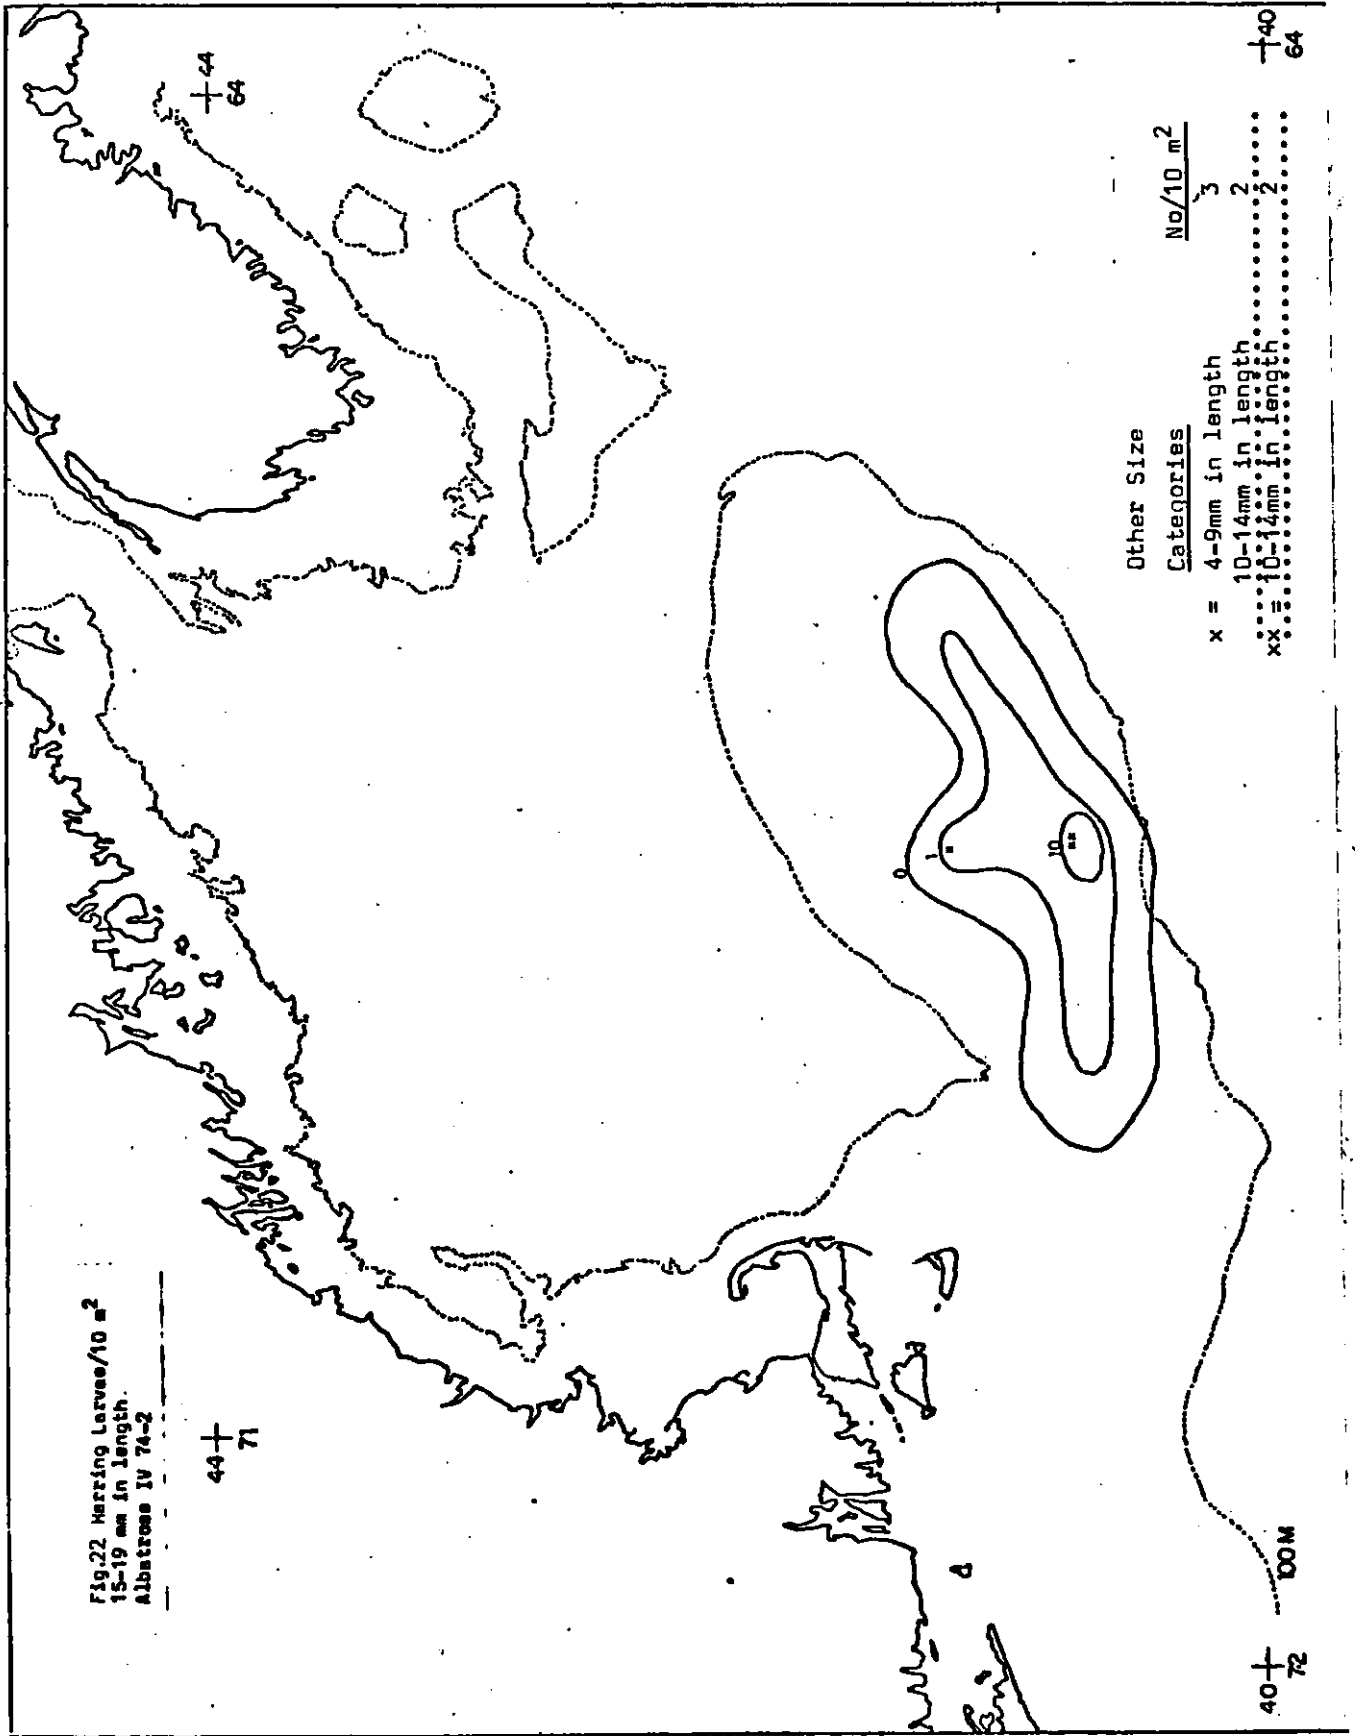 Fig.22 Herring Larvae/10 m²
15-19 mm in length.
Albatross IV 74-2
44
71
44
64
0
1
x
10
xx
Other Size
Categories
No/10 m²
x = 4-9mm in length 3
10-14mm in length 2
xx = 10-14mm in length 2
100M
40
72
40
64